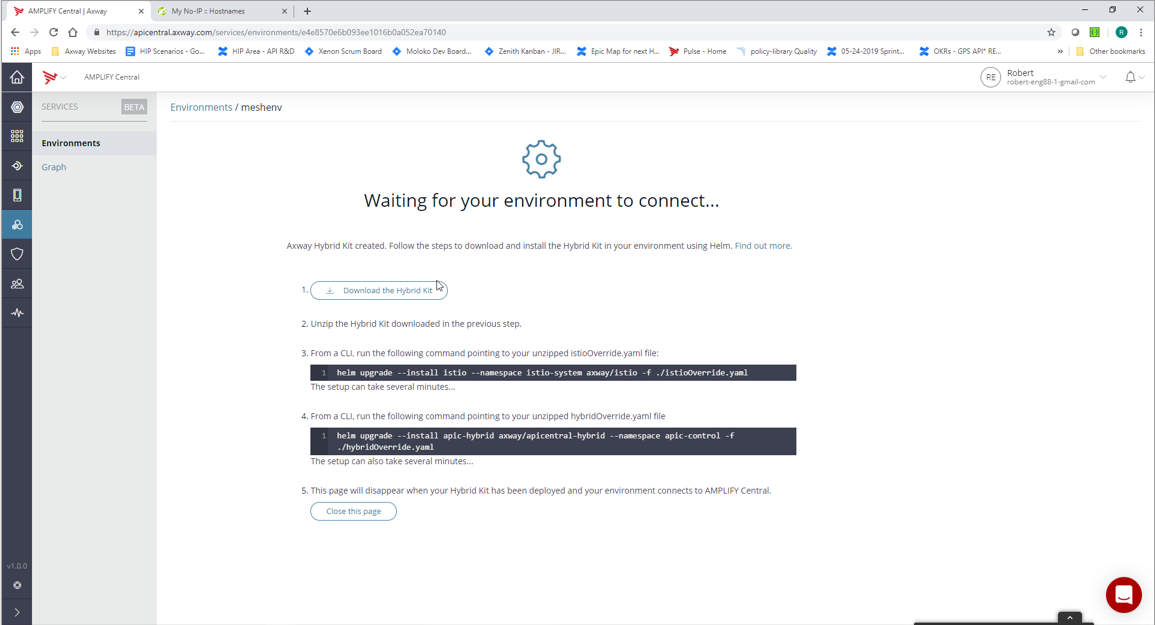 AMPLIFY Central | Axway
My No-IP :: Hostnames
https://apicentral.axway.com/services/environments/e4e8570e6b093ee1016b0a052ea70140
R
Apps
Axway Websites
HIP Scenarios - Go...
HIP Area - API R&D
Xenon Scrum Board
Moloko Dev Board...
Zenith Kanban - JIR...
Epic Map for next H...
Pulse - Home
policy-library Quality
05-24-2019 Sprint...
OKRs - GPS API* RE...
»
Other bookmarks
AMPLIFY Central
RE
Robert
robert-eng88-1-gmail-com
SERVICES
BETA
Environments
Graph
Environments / meshenv
Waiting for your environment to connect...
Axway Hybrid Kit created. Follow the steps to download and install the Hybrid Kit in your environment using Helm. Find out more.
1. Download the Hybrid Kit
2. Unzip the Hybrid Kit downloaded in the previous step.
3. From a CLI, run the following command pointing to your unzipped istioOverride.yaml file:
1 helm upgrade --install istio --namespace istio-system axway/istio -f ./istioOverride.yaml
The setup can take several minutes...
4. From a CLI, run the following command pointing to your unzipped hybridOverride.yaml file
1 helm upgrade --install apic-hybrid axway/apicentral-hybrid --namespace apic-control -f
./hybridOverride.yaml
The setup can also take several minutes...
5. This page will disappear when your Hybrid Kit has been deployed and your environment connects to AMPLIFY Central.
Close this page
v1.0.0